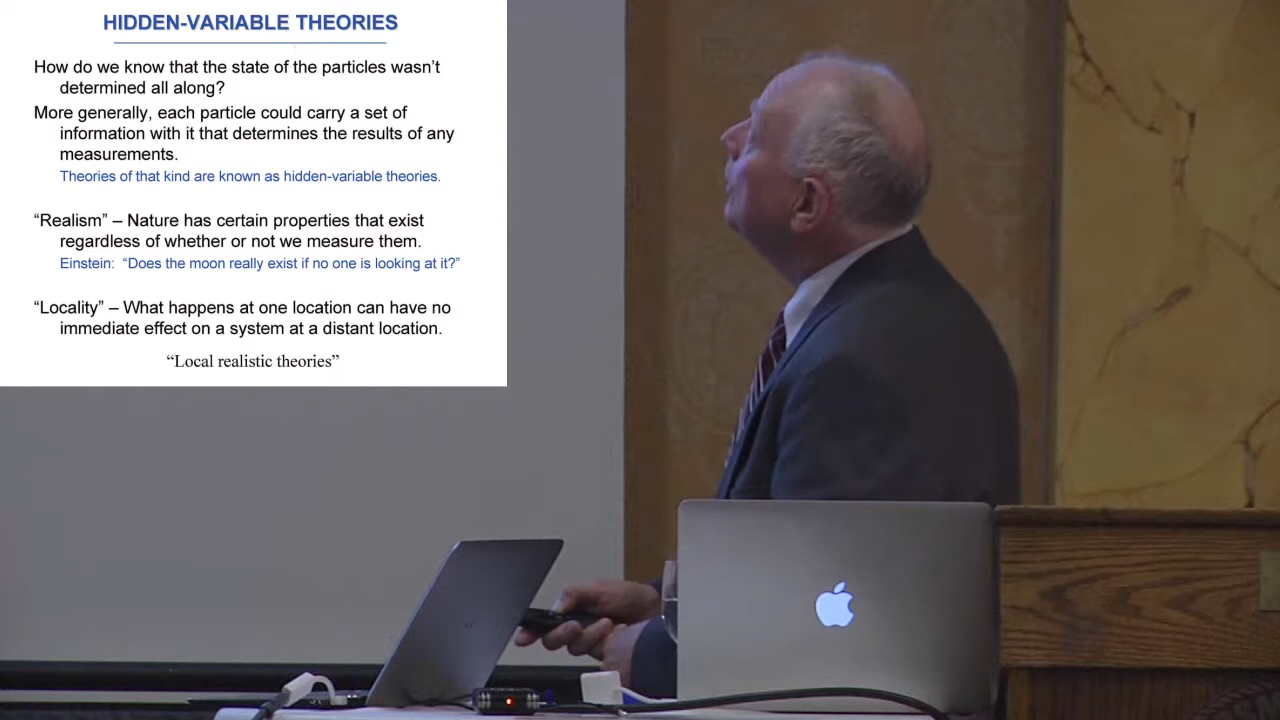 HIDDEN-VARIABLE THEORIES
How do we know that the state of the particles wasn’t
determined all along?
More generally, each particle could carry a set of
information with it that determines the results of any
measurements.
Theories of that kind are known as hidden-variable theories.
“Realism” – Nature has certain properties that exist
regardless of whether or not we measure them.
Einstein:  “Does the moon really exist if no one is looking at it?”
“Locality” – What happens at one location can have no
immediate effect on a system at a distant location.
“Local realistic theories”